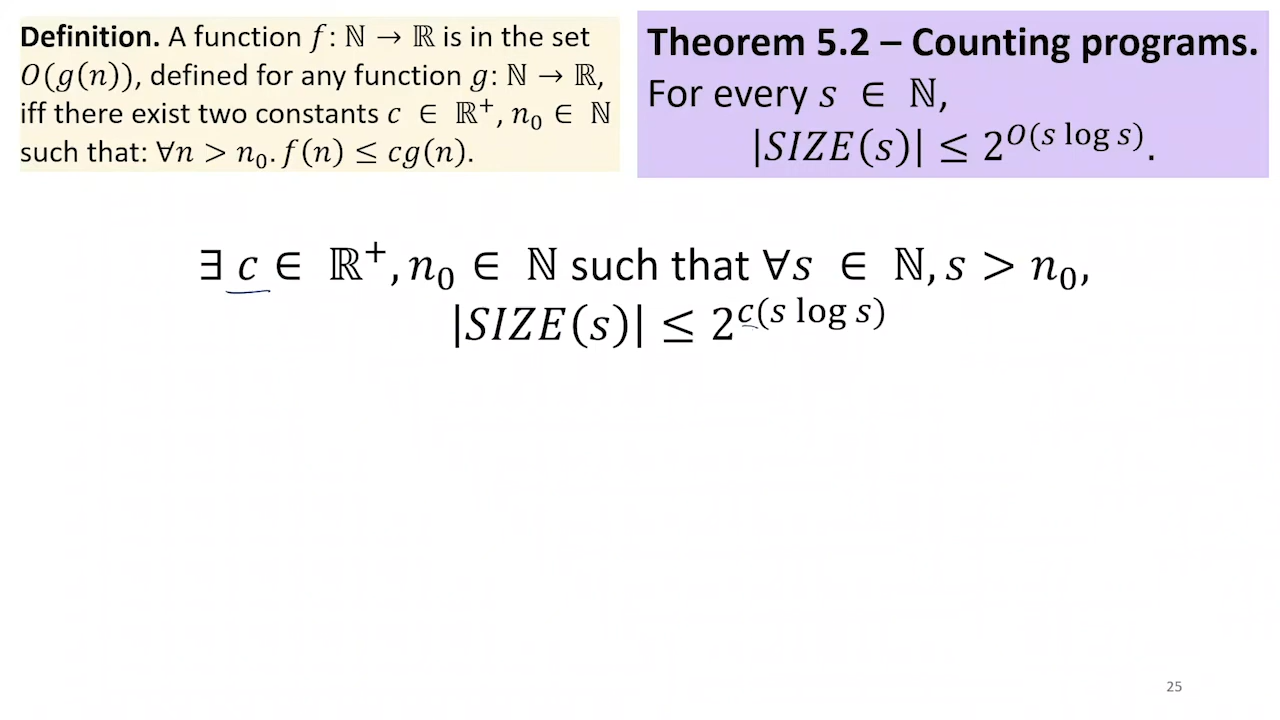 Definition. A function 𝑓: ℕ → ℝ is in the set
𝑂(𝑔(𝑛)), defined for any function 𝑔: ℕ → ℝ,
iff there exist two constants 𝑐 ∈ ℝ⁺, 𝑛₀ ∈ ℕ
such that: ∀𝑛 > 𝑛₀. 𝑓(𝑛) ≤ 𝑐𝑔(𝑛).
Theorem 5.2 – Counting programs.
For every 𝑠 ∈ ℕ,
|𝑆𝐼𝑍𝐸(𝑠)| ≤ 2^{𝑂(𝑠 log 𝑠)}.
∃ 𝑐 ∈ ℝ⁺, 𝑛₀ ∈ ℕ such that ∀𝑠 ∈ ℕ, 𝑠 > 𝑛₀,
|𝑆𝐼𝑍𝐸(𝑠)| ≤ 2^{𝑐(𝑠 log 𝑠)}
25